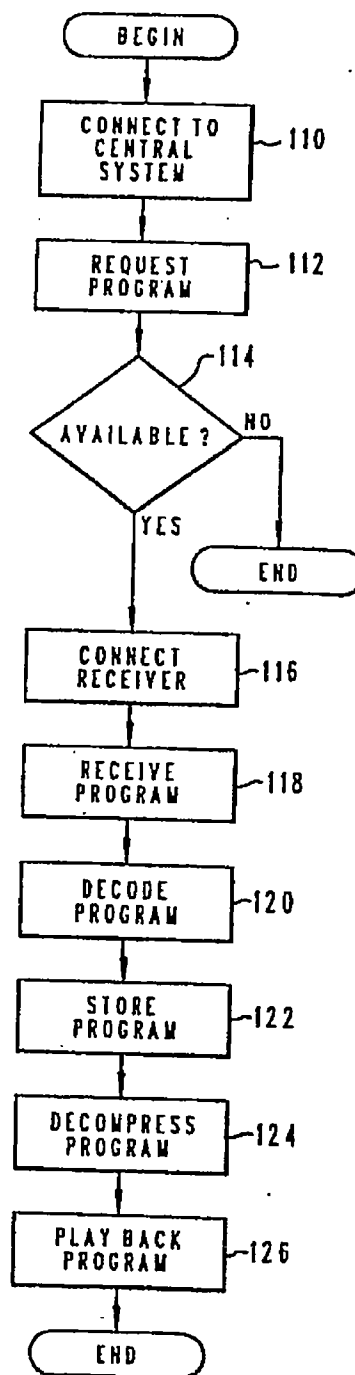 BEGIN
CONNECT TO
CENTRAL
SYSTEM
110
REQUEST
PROGRAM
112
114
AVAILABLE ?
NO
YES
END
CONNECT
RECEIVER
116
RECEIVE
PROGRAM
118
DECODE
PROGRAM
120
STORE
PROGRAM
122
DECOMPRESS
PROGRAM
124
PLAY BACK
PROGRAM
126
END